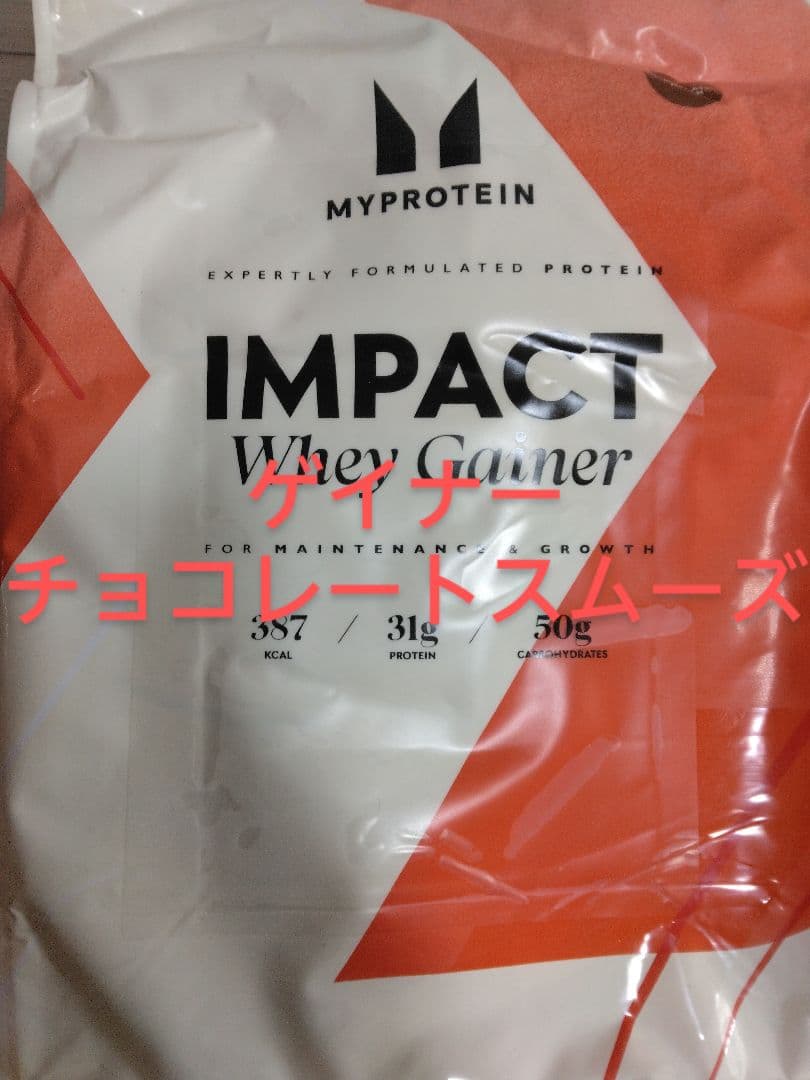 MYPROTEIN
EXPERTLY FORMULATED PROTEIN
IMPACT
Whey Gainer
ゲイナー
FOR MAINTENANCE & GROWTH
チョコレートスムーズ
387 / 31g / 50g
KCAL PROTEIN CARBOHYDRATES